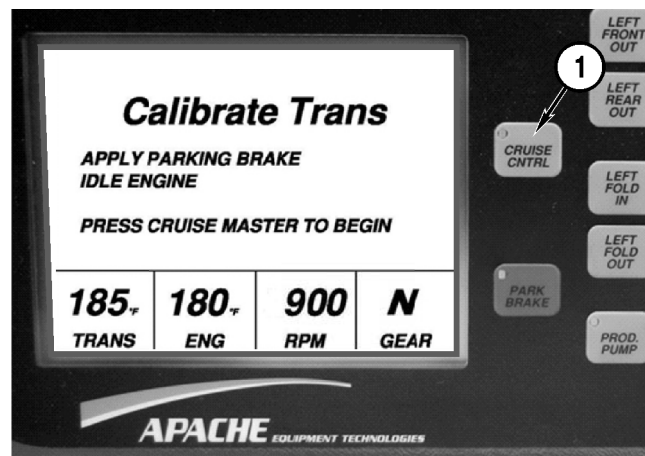 Calibrate Trans
APPLY PARKING BRAKE
IDLE ENGINE
PRESS CRUISE MASTER TO BEGIN
185°F
180°F
900
N
TRANS
ENG
RPM
GEAR
APACHE EQUIPMENT TECHNOLOGIES
1
CRUISE
CNTRL
PARK
BRAKE
LEFT
FRONT
OUT
LEFT
REAR
OUT
LEFT
FOLD
IN
LEFT
FOLD
OUT
PROD.
PUMP